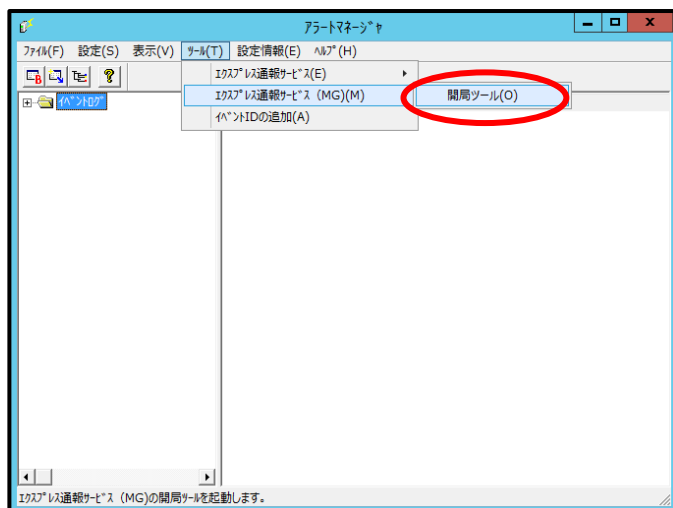 ｱﾗｰﾄﾏﾈｰｼﾞｬ
ﾌｧｲﾙ(F) 設定(S) 表示(V) ﾂｰﾙ(T) 設定情報(E) ﾍﾙﾌﾟ(H)
ｴｸｽﾌﾟﾚｽ通報ｻｰﾋﾞｽ(E)
ｲﾍﾞﾝﾄﾛｸﾞ
ｴｸｽﾌﾟﾚｽ通報ｻｰﾋﾞｽ（MG)(M)
開局ﾂｰﾙ(O)
ｲﾍﾞﾝﾄIDの追加(A)
ｴｸｽﾌﾟﾚｽ通報ｻｰﾋﾞｽ（MG)の開局ﾂｰﾙを起動します。